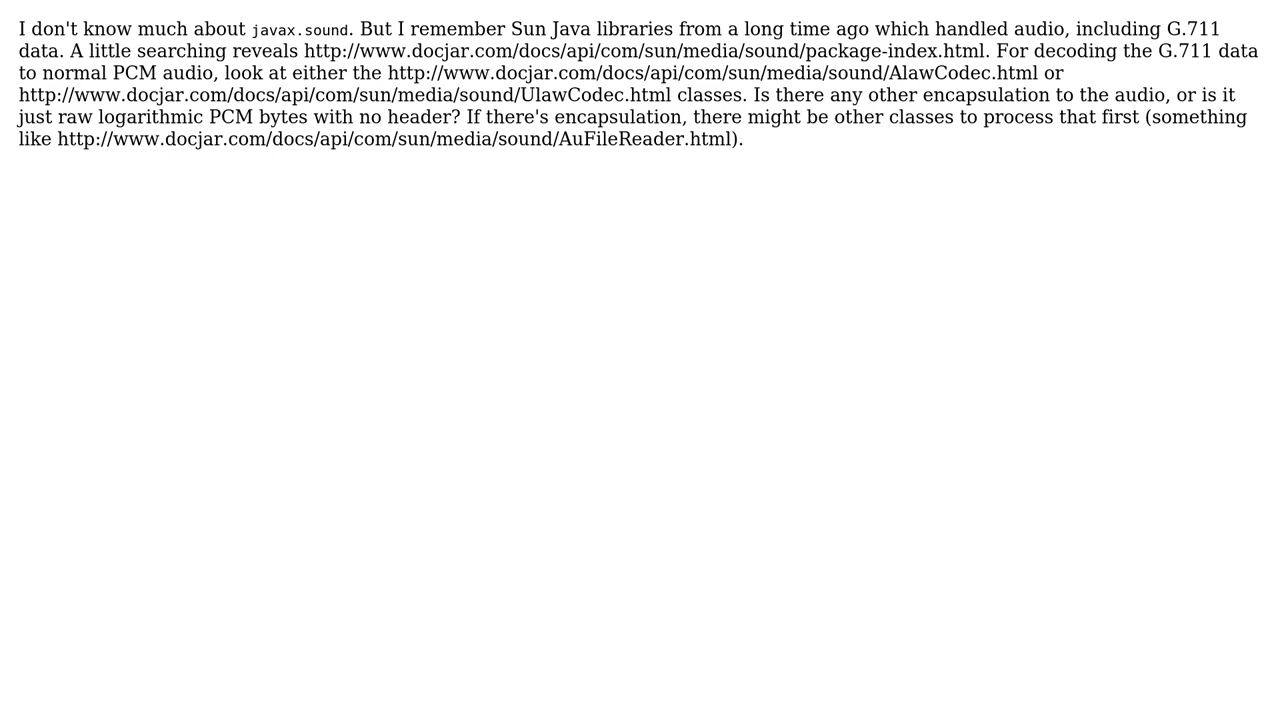 I don't know much about javax.sound. But I remember Sun Java libraries from a long time ago which handled audio, including G.711
data. A little searching reveals http://www.docjar.com/docs/api/com/sun/media/sound/package-index.html. For decoding the G.711 data
to normal PCM audio, look at either the http://www.docjar.com/docs/api/com/sun/media/sound/AlawCodec.html or
http://www.docjar.com/docs/api/com/sun/media/sound/UlawCodec.html classes. Is there any other encapsulation to the audio, or is it
just raw logarithmic PCM bytes with no header? If there's encapsulation, there might be other classes to process that first (something
like http://www.docjar.com/docs/api/com/sun/media/sound/AuFileReader.html).